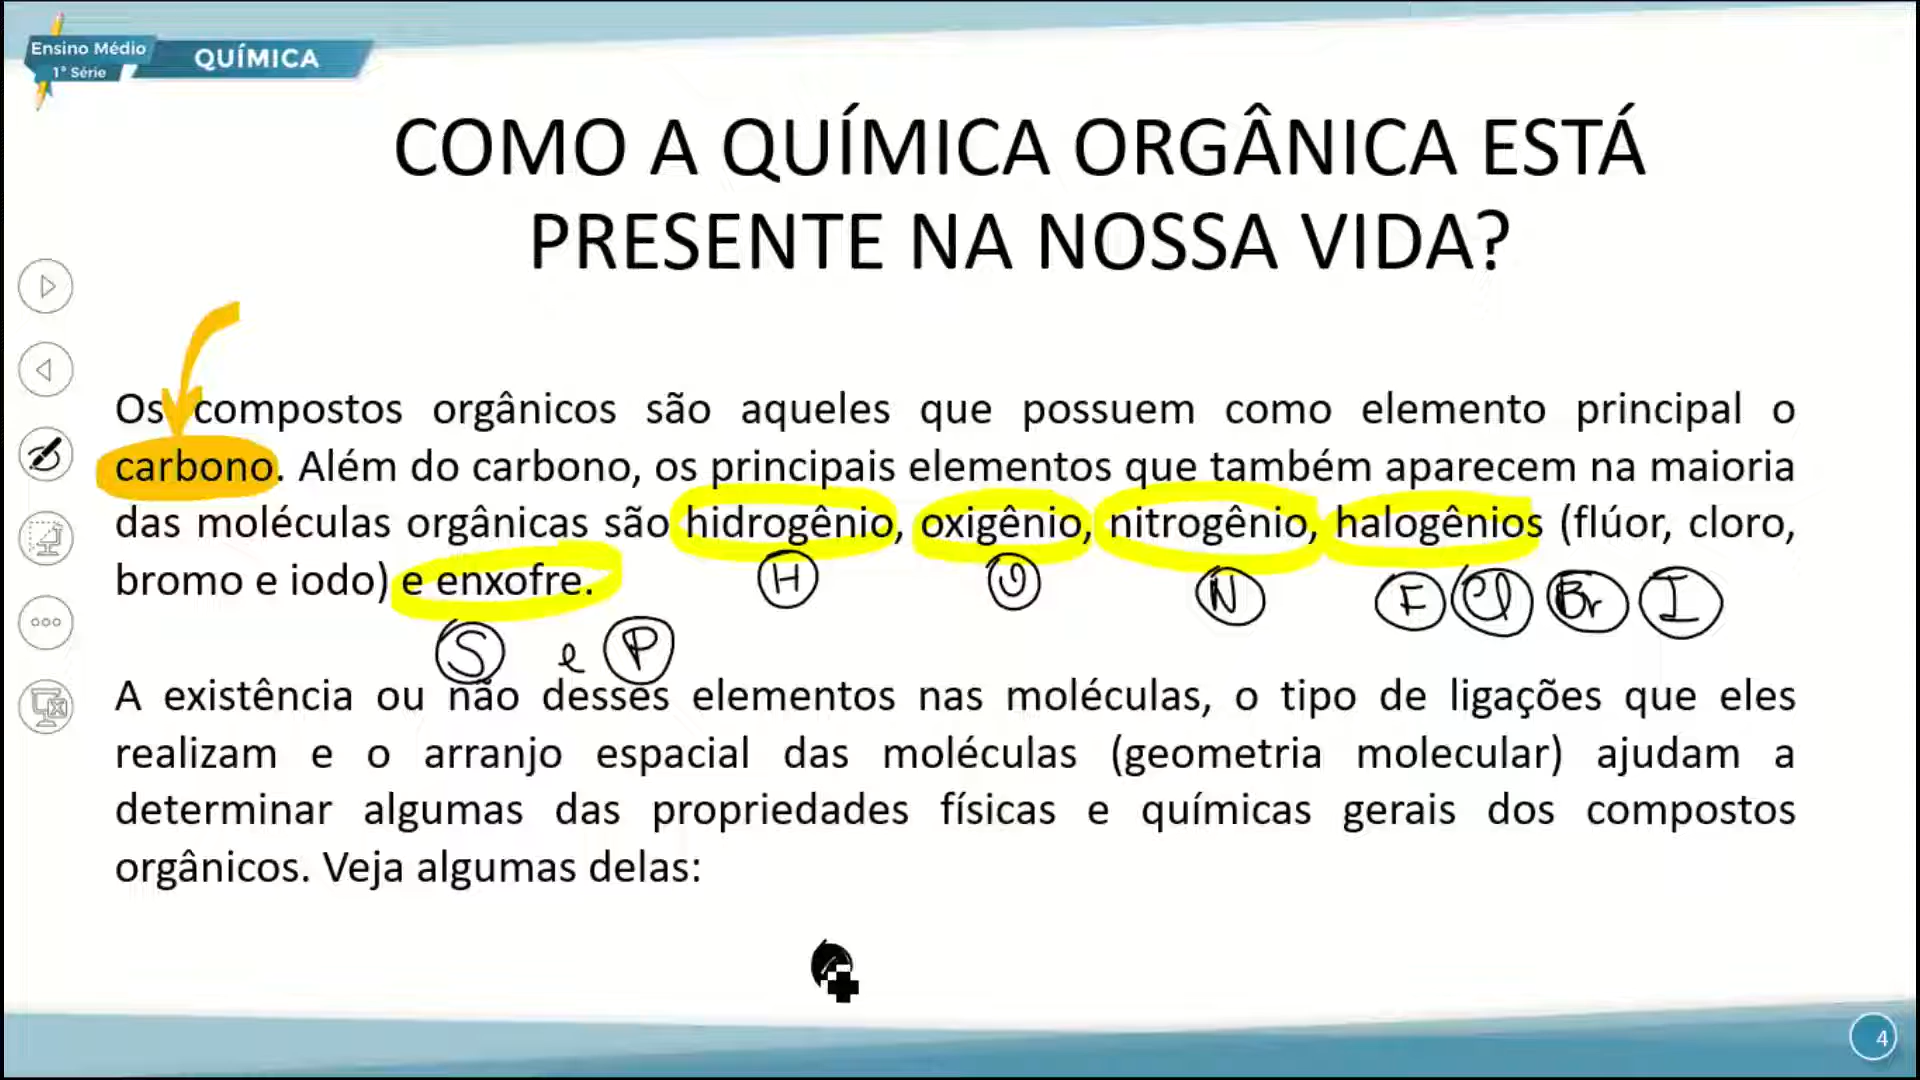 Ensino Médio
1ª Série
QUÍMICA
COMO A QUÍMICA ORGÂNICA ESTÁ
PRESENTE NA NOSSA VIDA?
Os compostos orgânicos são aqueles que possuem como elemento principal o
carbono. Além do carbono, os principais elementos que também aparecem na maioria
das moléculas orgânicas são hidrogênio, oxigênio, nitrogênio, halogênios (flúor, cloro,
bromo e iodo) e enxofre.
H O N F Cl Br I
S e P
A existência ou não desses elementos nas moléculas, o tipo de ligações que eles
realizam e o arranjo espacial das moléculas (geometria molecular) ajudam a
determinar algumas das propriedades físicas e químicas gerais dos compostos
orgânicos. Veja algumas delas:
4